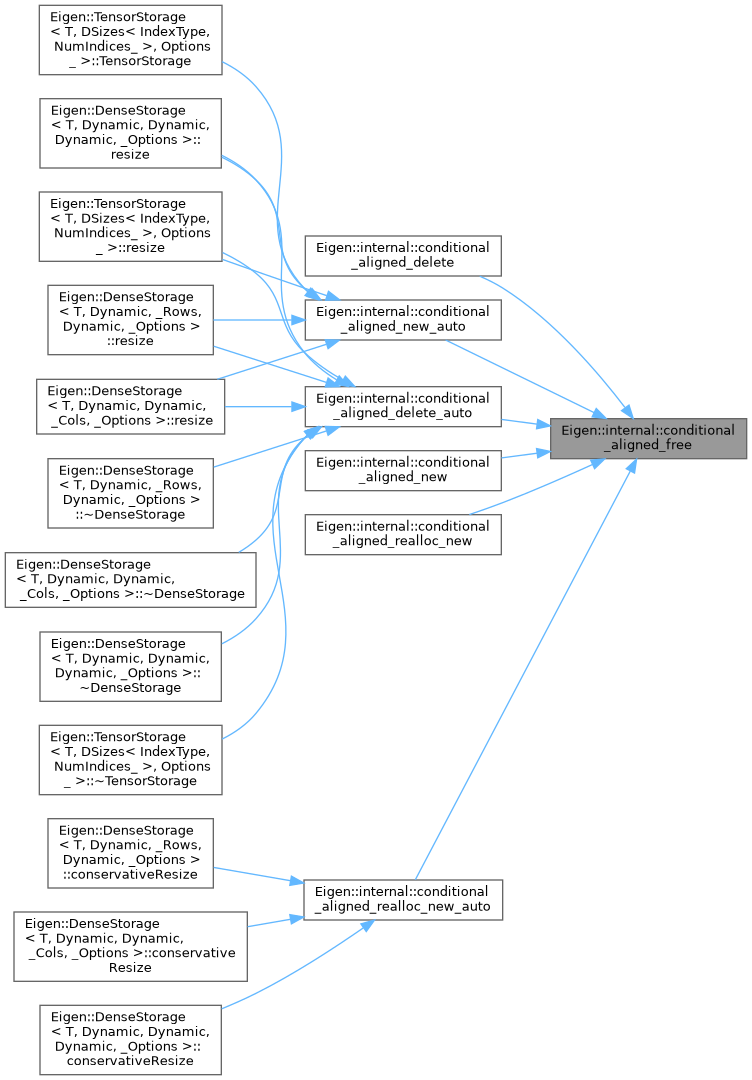 Eigen::TensorStorage
< T, DSizes< IndexType,
NumIndices_ >, Options
_ >::TensorStorage
Eigen::DenseStorage
< T, Dynamic, Dynamic,
Dynamic, _Options >::
resize
Eigen::TensorStorage
< T, DSizes< IndexType,
NumIndices_ >, Options
_ >::resize
Eigen::DenseStorage
< T, Dynamic, _Rows,
Dynamic, _Options >
::resize
Eigen::DenseStorage
< T, Dynamic, Dynamic,
_Cols, _Options >::resize
Eigen::DenseStorage
< T, Dynamic, _Rows,
Dynamic, _Options >
::~DenseStorage
Eigen::DenseStorage
< T, Dynamic, Dynamic,
_Cols, _Options >::~DenseStorage
Eigen::DenseStorage
< T, Dynamic, Dynamic,
Dynamic, _Options >::
~DenseStorage
Eigen::TensorStorage
< T, DSizes< IndexType,
NumIndices_ >, Options
_ >::~TensorStorage
Eigen::DenseStorage
< T, Dynamic, _Rows,
Dynamic, _Options >
::conservativeResize
Eigen::DenseStorage
< T, Dynamic, Dynamic,
_Cols, _Options >::conservative
Resize
Eigen::DenseStorage
< T, Dynamic, Dynamic,
Dynamic, _Options >::
conservativeResize
Eigen::internal::conditional
_aligned_delete
Eigen::internal::conditional
_aligned_new_auto
Eigen::internal::conditional
_aligned_delete_auto
Eigen::internal::conditional
_aligned_new
Eigen::internal::conditional
_aligned_realloc_new
Eigen::internal::conditional
_aligned_realloc_new_auto
Eigen::internal::conditional
_aligned_free